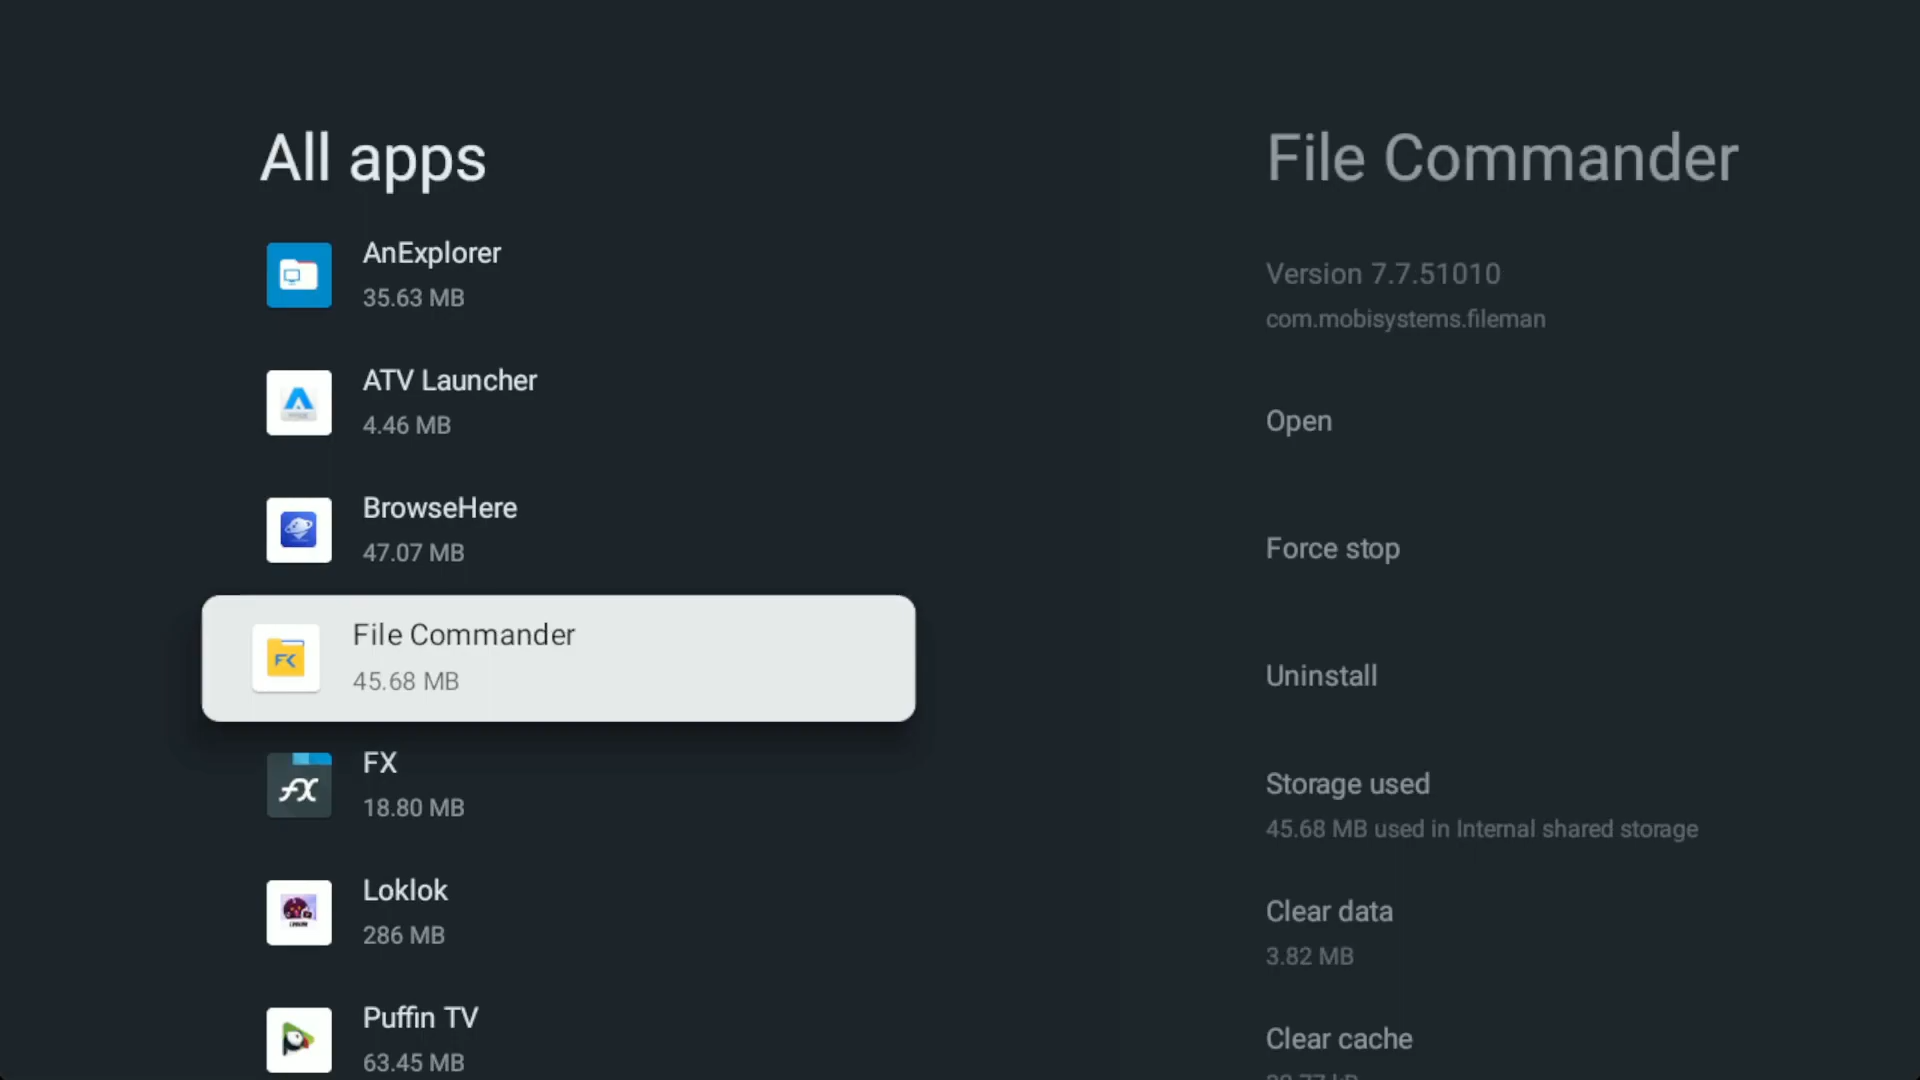 All apps
AnExplorer
35.63 MB
ATV Launcher
4.46 MB
BrowseHere
47.07 MB
File Commander
45.68 MB
FX
FX
18.80 MB
Loklok
286 MB
Puffin TV
63.45 MB
File Commander
Version 7.7.51010
com.mobisystems.fileman
Open
Force stop
Uninstall
Storage used
45.68 MB used in Internal shared storage
Clear data
3.82 MB
Clear cache